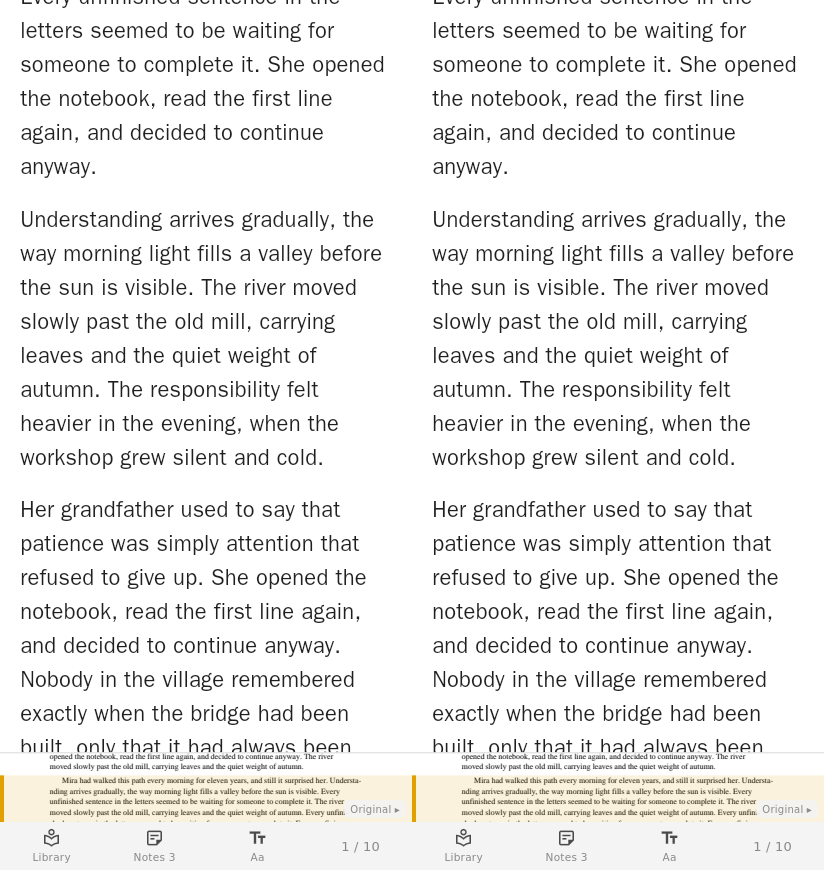 Every unfinished sentence in the
letters seemed to be waiting for
someone to complete it. She opened
the notebook, read the first line
again, and decided to continue
anyway.
Understanding arrives gradually, the
way morning light fills a valley before
the sun is visible. The river moved
slowly past the old mill, carrying
leaves and the quiet weight of
autumn. The responsibility felt
heavier in the evening, when the
workshop grew silent and cold.
Her grandfather used to say that
patience was simply attention that
refused to give up. She opened the
notebook, read the first line again,
and decided to continue anyway.
Nobody in the village remembered
exactly when the bridge had been
built, only that it had always been
opened the notebook, read the first line again, and decided to continue anyway. The river
moved slowly past the old mill, carrying leaves and the quiet weight of autumn.
Mira had walked this path every morning for eleven years, and still it surprised her. Understa-
nding arrives gradually, the way morning light fills a valley before the sun is visible. Every
unfinished sentence in the letters seemed to be waiting for someone to complete it. The river
moved slowly past the old mill, carrying leaves and the quiet weight of autumn. Every
Original ▸
Library
Notes 3
Aa
1 / 10
Every unfinished sentence in the
letters seemed to be waiting for
someone to complete it. She opened
the notebook, read the first line
again, and decided to continue
anyway.
Understanding arrives gradually, the
way morning light fills a valley before
the sun is visible. The river moved
slowly past the old mill, carrying
leaves and the quiet weight of
autumn. The responsibility felt
heavier in the evening, when the
workshop grew silent and cold.
Her grandfather used to say that
patience was simply attention that
refused to give up. She opened the
notebook, read the first line again,
and decided to continue anyway.
Nobody in the village remembered
exactly when the bridge had been
built, only that it had always been
opened the notebook, read the first line again, and decided to continue anyway. The river
moved slowly past the old mill, carrying leaves and the quiet weight of autumn.
Mira had walked this path every morning for eleven years, and still it surprised her. Understa-
nding arrives gradually, the way morning light fills a valley before the sun is visible. Every
unfinished sentence in the letters seemed to be waiting for someone to complete it. The river
moved slowly past the old mill, carrying leaves and the quiet weight of autumn. Every
Original ▸
Library
Notes 3
Aa
1 / 10